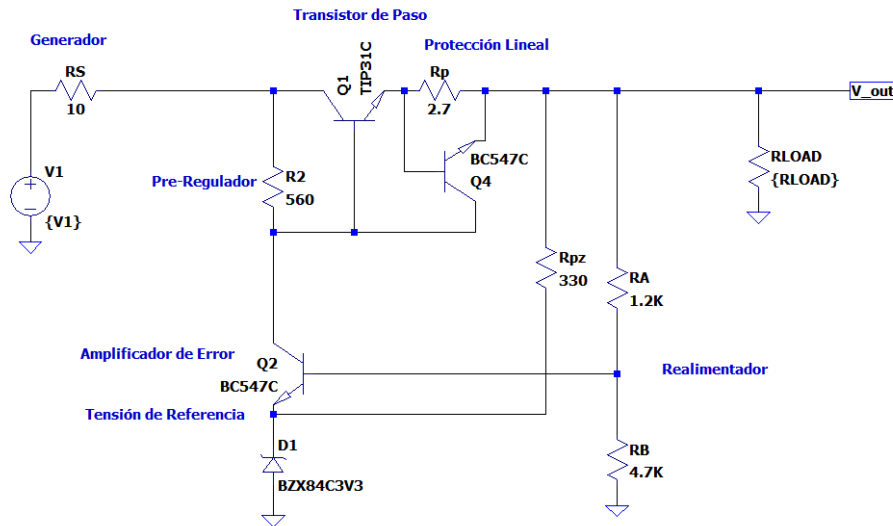 Transistor de Paso
Generador
Protección Lineal
RS
10
Q1
TIP31C
Rp
2.7
V_out
V1
{V1}
Pre-Regulador
R2
560
BC547C
Q4
RLOAD
{RLOAD}
Rpz
330
RA
1.2K
Amplificador de Error
Q2
BC547C
Realimentador
Tensión de Referencia
D1
BZX84C3V3
RB
4.7K